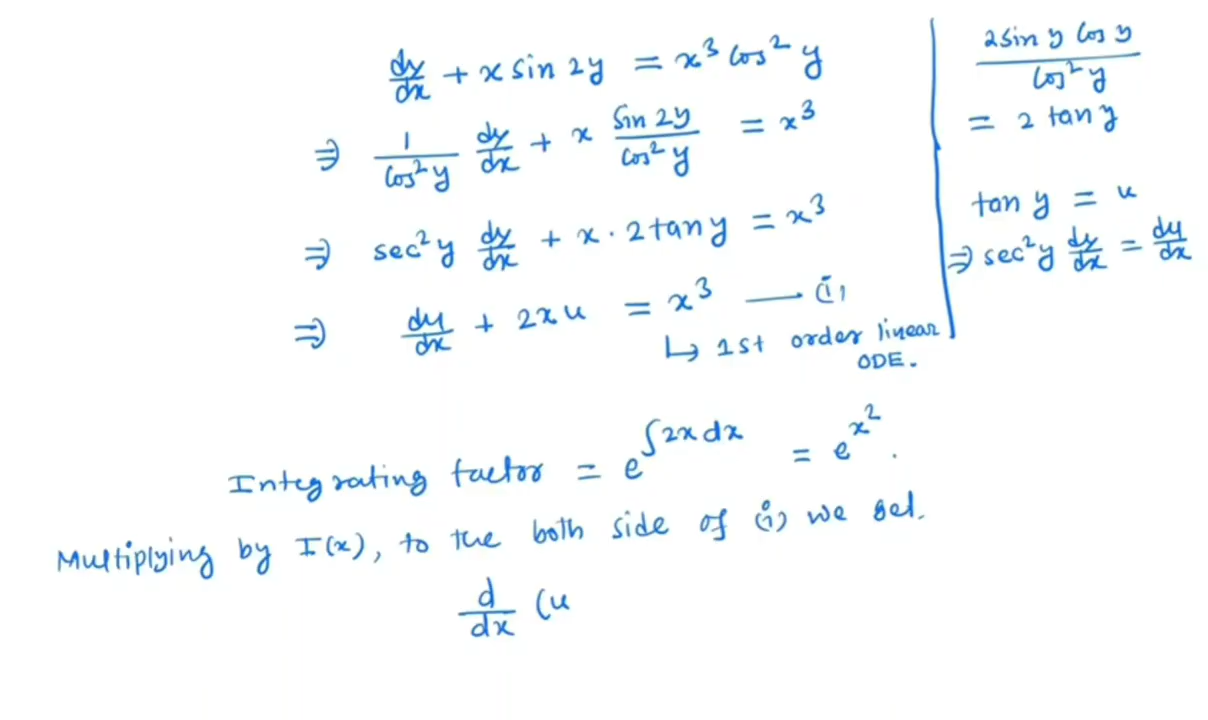 dy/dx + x sin 2y = x³ cos² y
⇒ 1/cos² y dy/dx + x sin 2y/cos² y = x³
⇒ sec² y dy/dx + x · 2 tan y = x³
⇒ du/dx + 2xu = x³ — (i)
↳ 1st order linear
ODE.
2 sin y cos y/cos² y
= 2 tan y
tan y = u
⇒ sec² y dy/dx = du/dx
Integrating factor = e^∫2x dx = e^x² .
Multiplying by I(x), to the both side of (i) we get.
d/dx (u